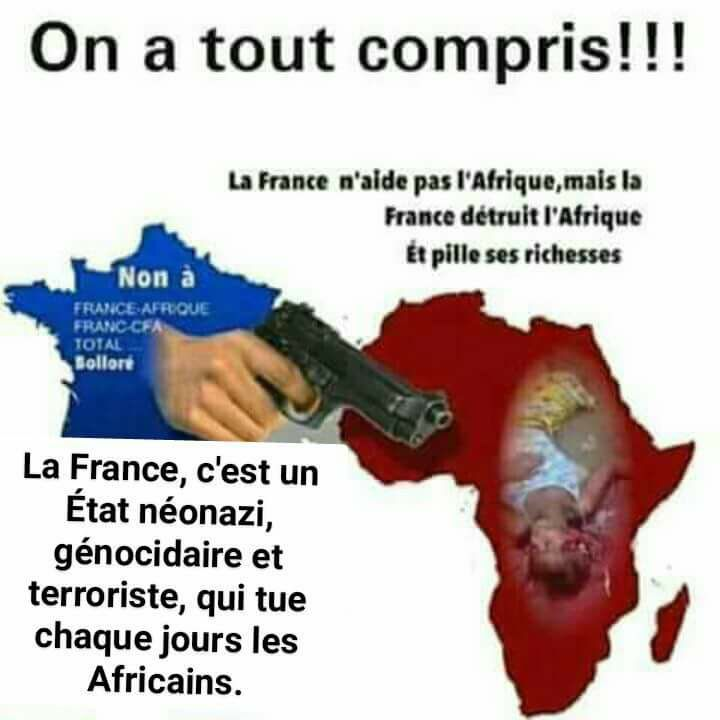 On a tout compris!!!
La France n'aide pas l'Afrique,mais la
France détruit l'Afrique
Ét pille ses richesses
Non à
FRANCE-AFRIQUE
FRANC-CFA
TOTAL ...
Bolloré
La France, c'est un
État néonazi,
génocidaire et
terroriste, qui tue
chaque jours les
Africains.